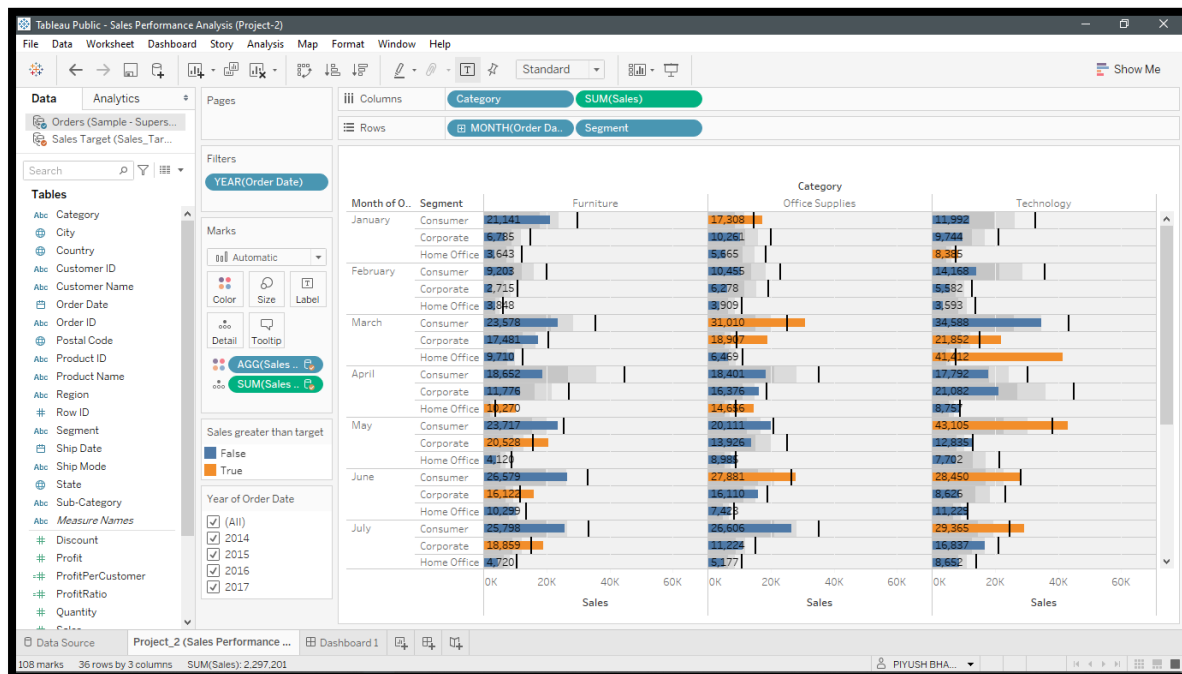 Tableau Public - Sales Performance Analysis (Project-2)
File Data Worksheet Dashboard Story Analysis Map Format Window Help
Standard
Show Me
Data Analytics
Orders (Sample - Supers...
Sales Target (Sales_Tar...
Search
Tables
Abc Category
City
Country
Abc Customer ID
Abc Customer Name
Order Date
Abc Order ID
Postal Code
Abc Product ID
Abc Product Name
Abc Region
# Row ID
Abc Segment
Ship Date
Abc Ship Mode
State
Abc Sub-Category
Abc Measure Names
# Discount
# Profit
=# ProfitPerCustomer
=# ProfitRatio
# Quantity
Pages
Filters
YEAR(Order Date)
Marks
Automatic
Color Size Label
Detail Tooltip
AGG(Sales ..
SUM(Sales ..
Sales greater than target
False
True
Year of Order Date
(All)
2014
2015
2016
2017
Columns Category SUM(Sales)
Rows MONTH(Order Da.. Segment
Category
Month of O.. Segment Furniture Office Supplies Technology
January Consumer 21,141 17,308 11,992
Corporate 6,785 10,261 9,744
Home Office 3,643 5,665 8,385
February Consumer 9,203 10,455 14,168
Corporate 2,715 6,278 5,582
Home Office 3,848 3,909 3,593
March Consumer 23,578 31,010 34,588
Corporate 17,481 18,907 21,852
Home Office 9,710 6,469 41,412
April Consumer 18,652 18,401 17,792
Corporate 11,776 16,376 21,082
Home Office 10,270 14,656 8,757
May Consumer 23,717 20,111 43,105
Corporate 20,528 13,926 12,835
Home Office 4,120 8,985 7,702
June Consumer 26,579 27,881 28,450
Corporate 16,122 16,110 8,626
Home Office 10,299 7,423 11,229
July Consumer 25,798 26,606 29,365
Corporate 18,859 11,224 16,837
Home Office 4,720 5,177 8,652
0K 20K 40K 60K 0K 20K 40K 60K 0K 20K 40K 60K
Sales Sales Sales
Data Source Project_2 (Sales Performance ... Dashboard 1
108 marks 36 rows by 3 columns SUM(Sales): 2,297,201
PIYUSH BHA...